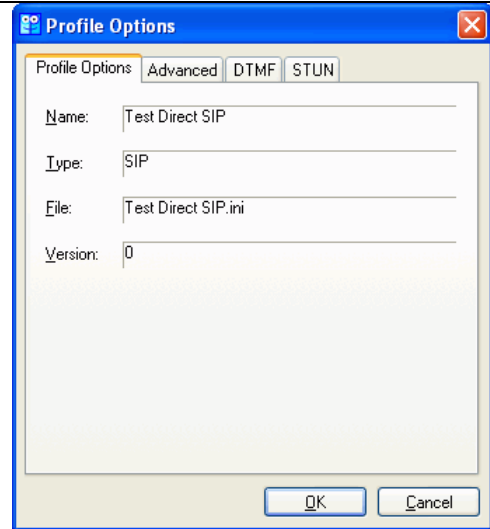 Profile Options
Profile Options Advanced DTMF STUN
Name: Test Direct SIP
Type: SIP
File: Test Direct SIP.ini
Version: 0
OK Cancel